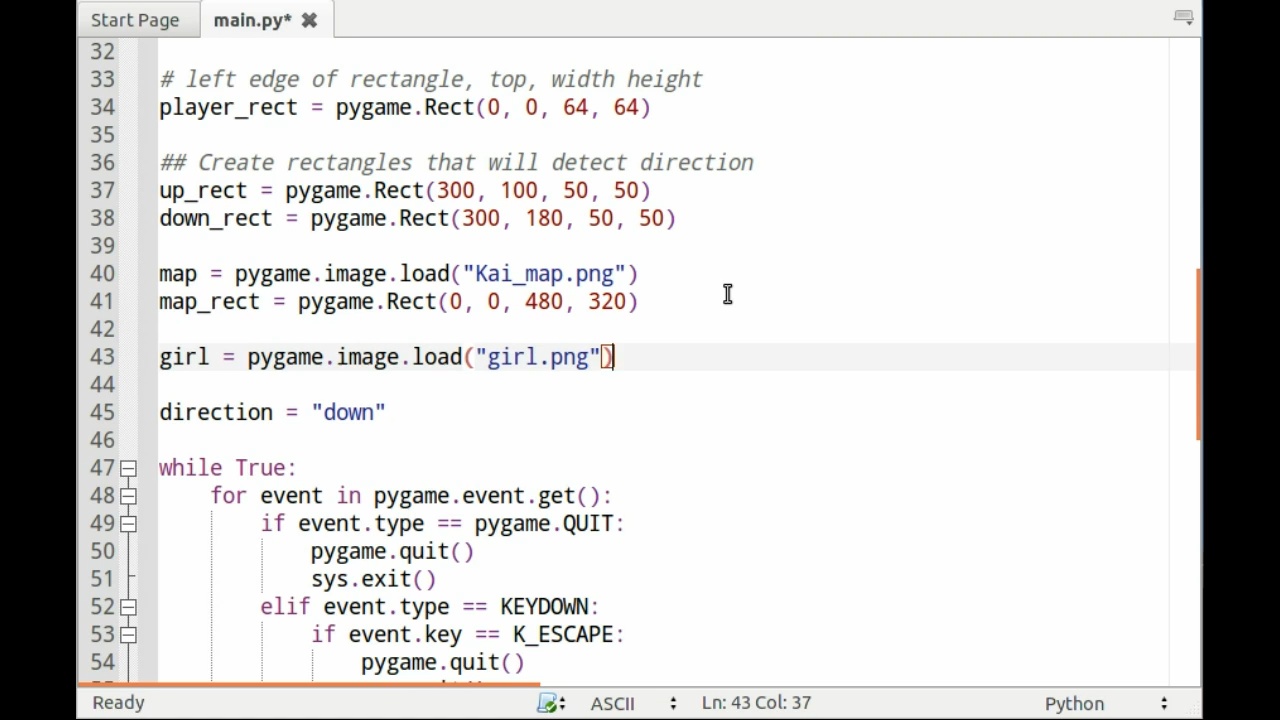 Start Page main.py*
32
33 # left edge of rectangle, top, width height
34 player_rect = pygame.Rect(0, 0, 64, 64)
35
36 ## Create rectangles that will detect direction
37 up_rect = pygame.Rect(300, 100, 50, 50)
38 down_rect = pygame.Rect(300, 180, 50, 50)
39
40 map = pygame.image.load("Kai_map.png")
41 map_rect = pygame.Rect(0, 0, 480, 320)
42
43 girl = pygame.image.load("girl.png")
44
45 direction = "down"
46
47 while True:
48     for event in pygame.event.get():
49         if event.type == pygame.QUIT:
50             pygame.quit()
51             sys.exit()
52         elif event.type == KEYDOWN:
53             if event.key == K_ESCAPE:
54                 pygame.quit()
Ready ASCII Ln: 43 Col: 37 Python